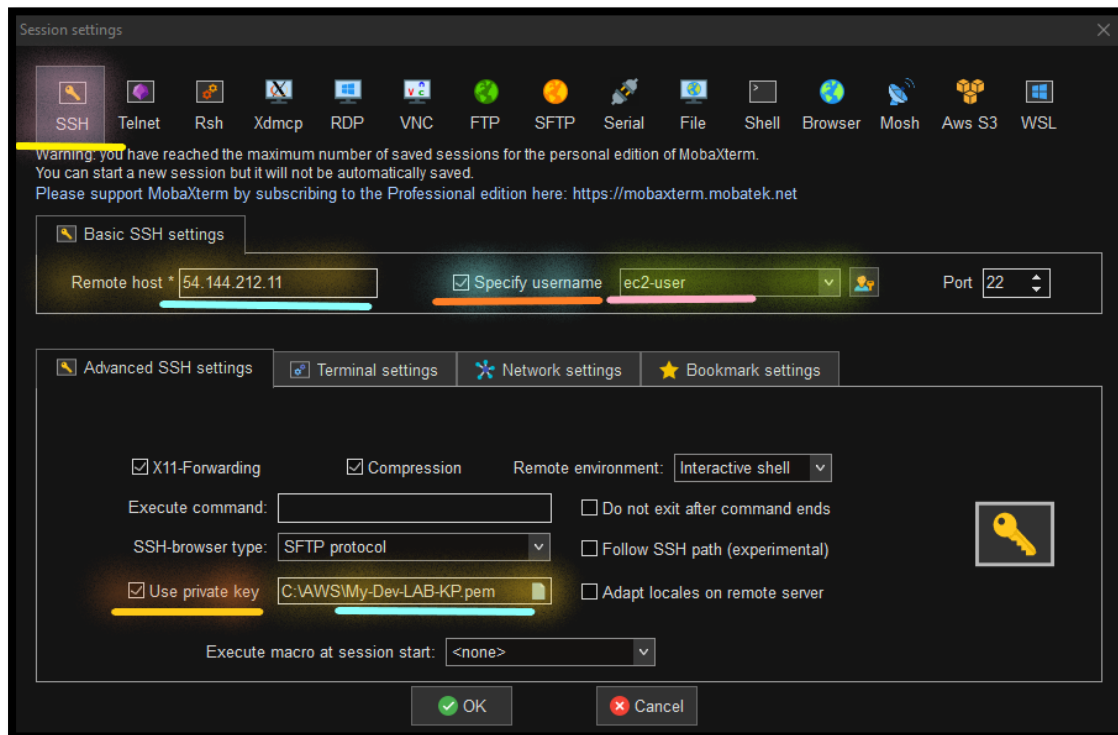 Session settings
SSH Telnet Rsh Xdmcp RDP VNC FTP SFTP Serial File Shell Browser Mosh Aws S3 WSL
Warning: you have reached the maximum number of saved sessions for the personal edition of MobaXterm.
You can start a new session but it will not be automatically saved.
Please support MobaXterm by subscribing to the Professional edition here: https://mobaxterm.mobatek.net
Basic SSH settings
Remote host * 54.144.212.11 Specify username ec2-user Port 22
Advanced SSH settings Terminal settings Network settings Bookmark settings
X11-Forwarding Compression Remote environment: Interactive shell
Execute command: Do not exit after command ends
SSH-browser type: SFTP protocol Follow SSH path (experimental)
Use private key C:\AWS\My-Dev-LAB-KP.pem Adapt locales on remote server
Execute macro at session start: <none>
OK Cancel